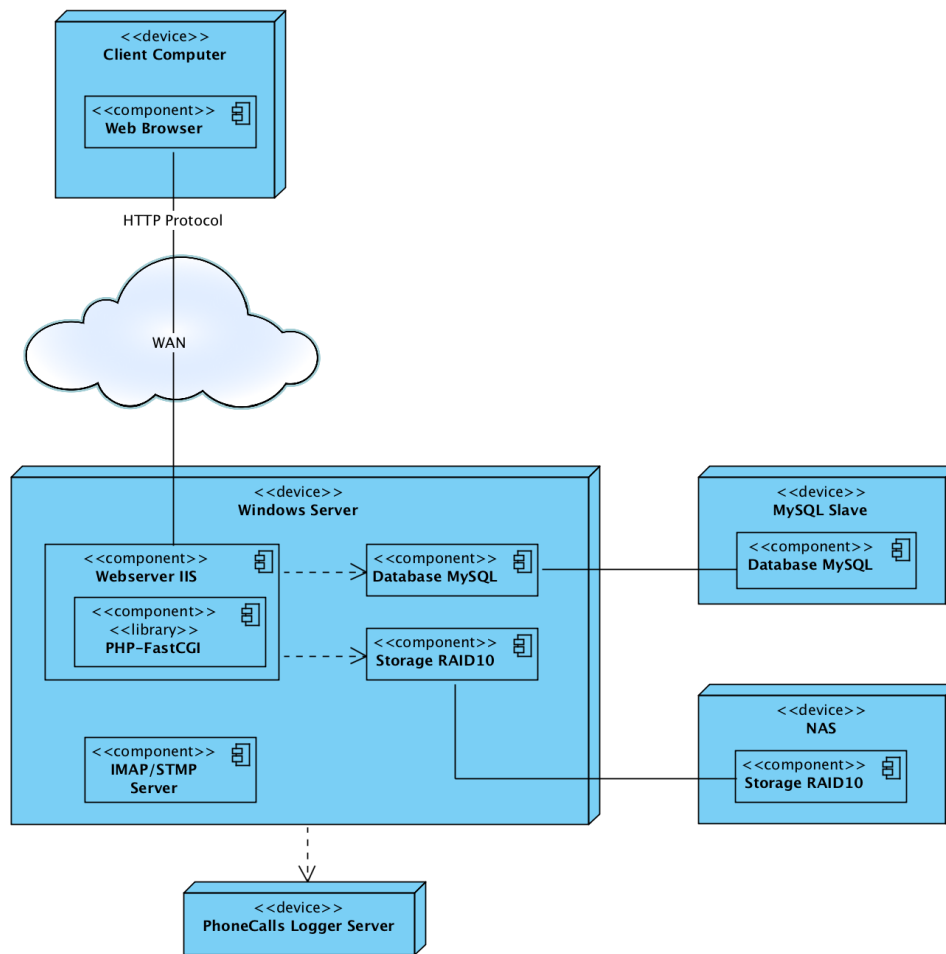 <<device>>
Client Computer
<<component>>
Web Browser
HTTP Protocol
WAN
<<device>>
Windows Server
<<component>>
Webserver IIS
<<component>>
<<library>>
PHP-FastCGI
<<component>>
Database MySQL
<<component>>
Storage RAID10
<<component>>
IMAP/STMP
Server
<<device>>
MySQL Slave
<<component>>
Database MySQL
<<device>>
NAS
<<component>>
Storage RAID10
<<device>>
PhoneCalls Logger Server